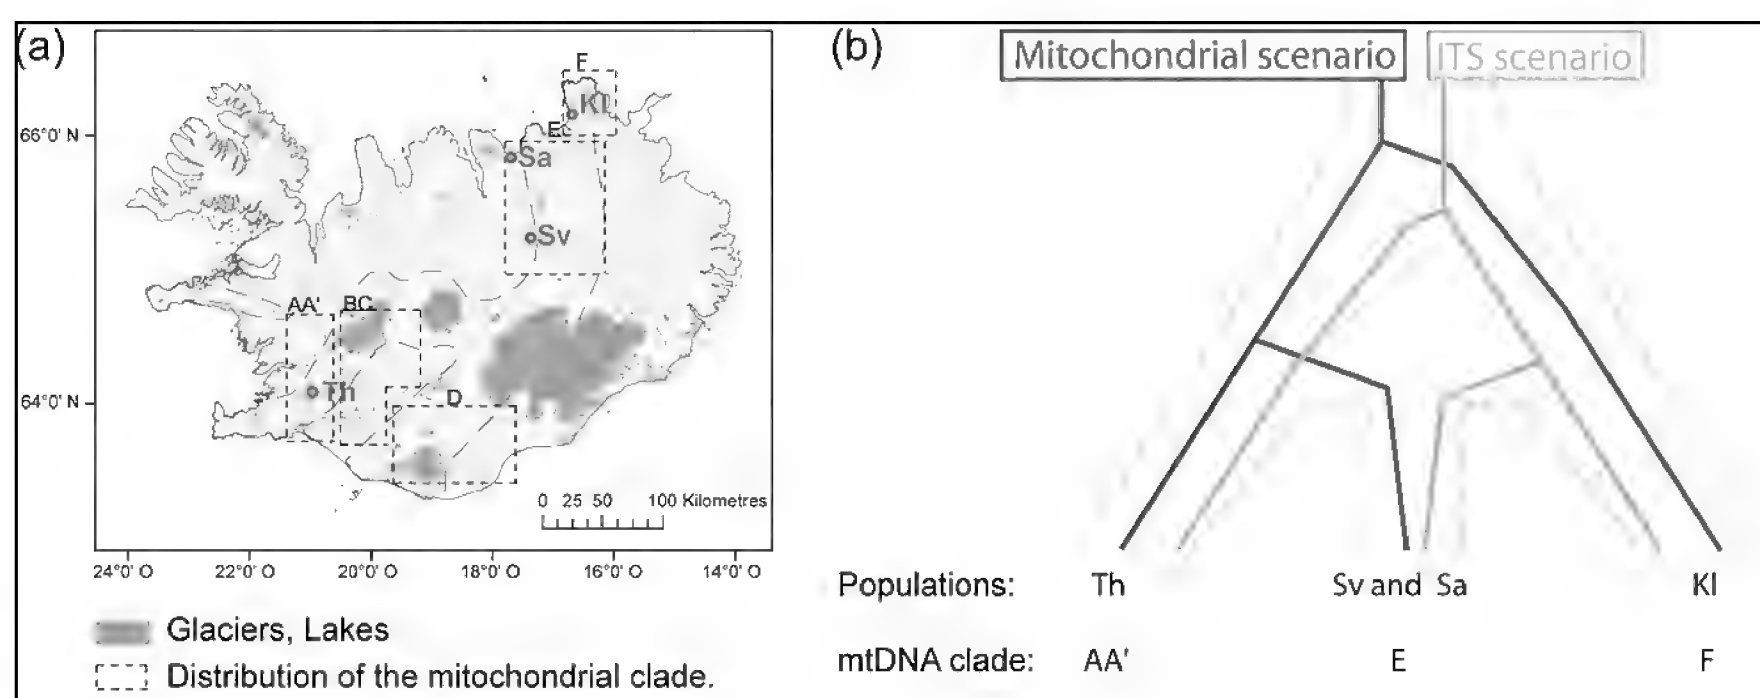 (a)
F
Kl
66°0' N
E
Sa
Sv
AA'
BC
Th
64°0' N
D
0 25 50 100 Kilometres
24°0' O 22°0' O 20°0' O 18°0' O 16°0' O 14°0' O
Glaciers, Lakes
Distribution of the mitochondrial clade.
(b)
Mitochondrial scenario ITS scenario
Populations: Th Sv and Sa Kl
mtDNA clade: AA' E F